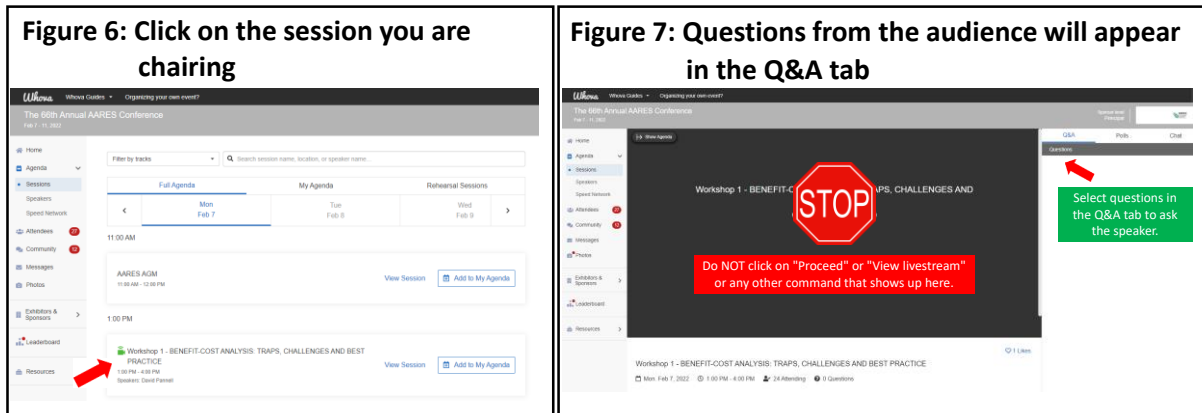 Figure 6: Click on the session you are
chairing
Whova Whova Guides Organizing your own event?
The 66th Annual AARES Conference
Feb 7 - 11, 2022
Home
Agenda
Sessions
Speakers
Speed Network
Attendees 27
Community 12
Messages
Photos
Exhibitors &
Sponsors
Leaderboard
Resources
Filter by tracks Search session name, location, or speaker name...
Full Agenda My Agenda Rehearsal Sessions
Mon Tue Wed
Feb 7 Feb 8 Feb 9
11:00 AM
AARES AGM
11:00 AM - 12:00 PM
View Session Add to My Agenda
1:00 PM
Workshop 1 - BENEFIT-COST ANALYSIS: TRAPS, CHALLENGES AND BEST
PRACTICE
1:00 PM - 4:00 PM
Speakers: David Pannell
View Session Add to My Agenda
Figure 7: Questions from the audience will appear
in the Q&A tab
Whova Whova Guides Organizing your own event?
The 66th Annual AARES Conference
Feb 7 - 11, 2022
Sponsor level
Principal
Home
Agenda
Sessions
Speakers
Speed Network
Attendees 27
Community 12
Messages
Photos
Exhibitors &
Sponsors
Leaderboard
Resources
Show Agenda
Workshop 1 - BENEFIT-C APS, CHALLENGES AND
STOP
Do NOT click on "Proceed" or "View livestream"
or any other command that shows up here.
Q&A Polls Chat
Questions
Select questions in
the Q&A tab to ask
the speaker.
1 Likes
Workshop 1 - BENEFIT-COST ANALYSIS: TRAPS, CHALLENGES AND BEST PRACTICE
Mon, Feb 7, 2022 1:00 PM - 4:00 PM 24 Attending 0 Questions